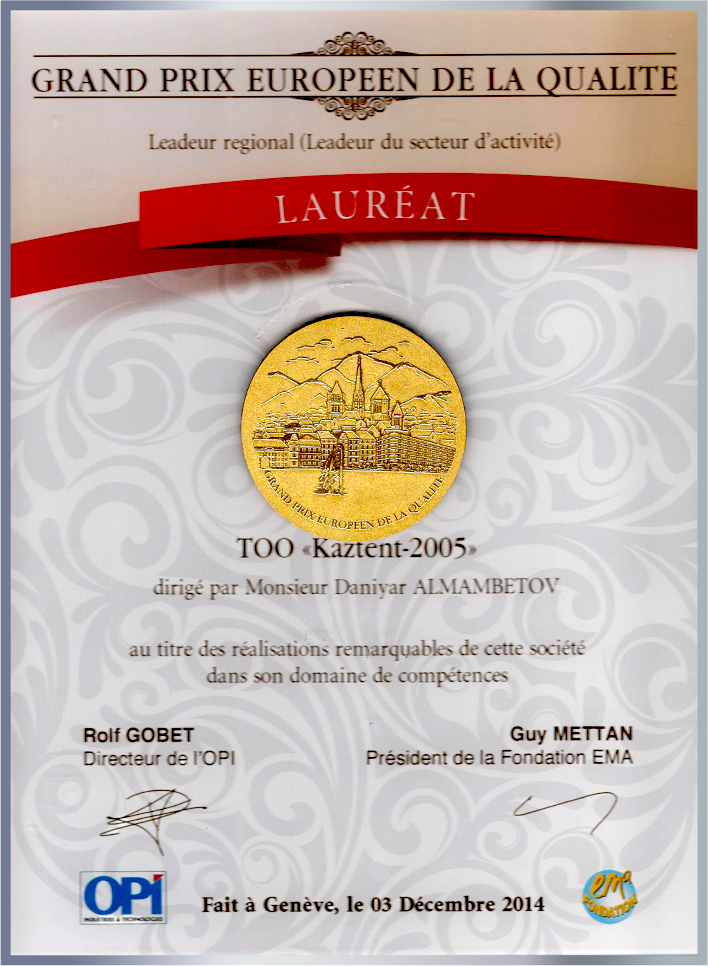 GRAND PRIX EUROPEEN DE LA QUALITE
Leadeur regional (Leadeur du secteur d'activité)
LAURÉAT
GRAND PRIX EUROPEEN DE LA QUALITE
ТОО «Kaztent-2005»
dirigé par Monsieur Daniyar ALMAMBETOV
au titre des réalisations remarquables de cette société
dans son domaine de compétences
Rolf GOBET
Directeur de l'OPI
Guy METTAN
Président de la Fondation EMA
OPI
INDUSTRIES & TECHNOLOGIES
Fait à Genève, le 03 Décembre 2014
ema
FONDATION